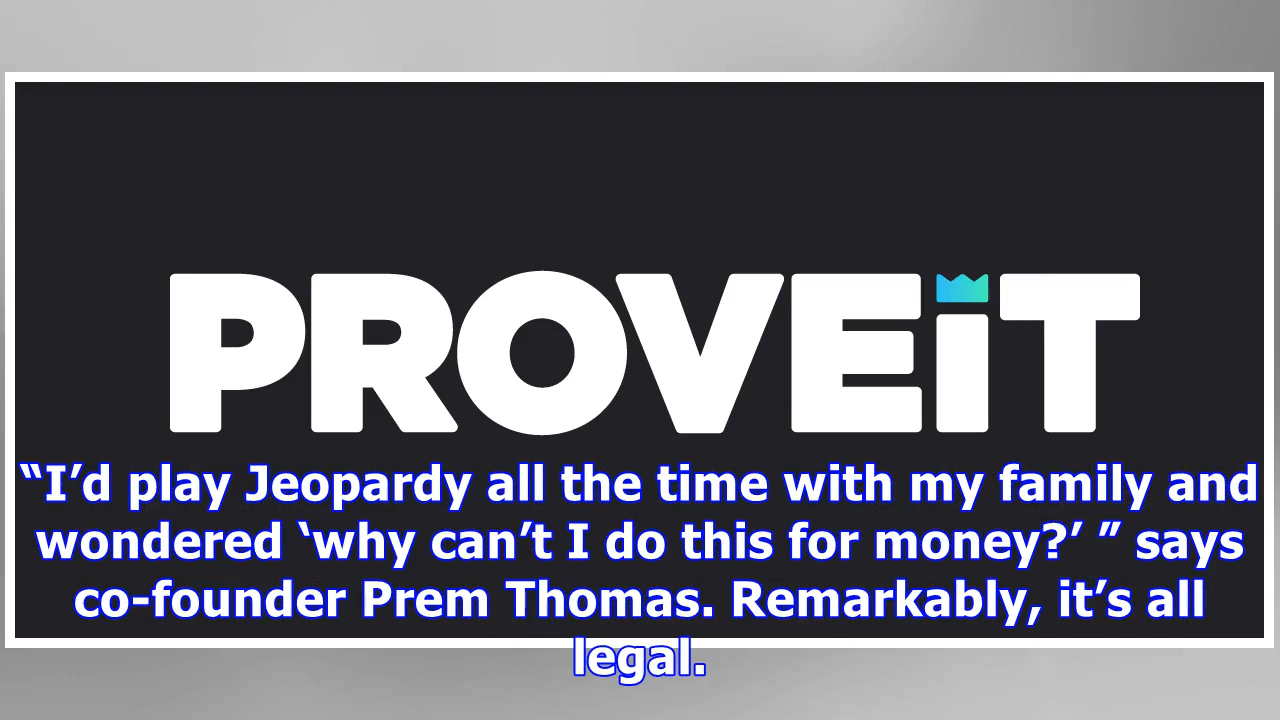 PROVEiT
“I’d play Jeopardy all the time with my family and
wondered ‘why can’t I do this for money?’ ” says
co-founder Prem Thomas. Remarkably, it’s all
legal.